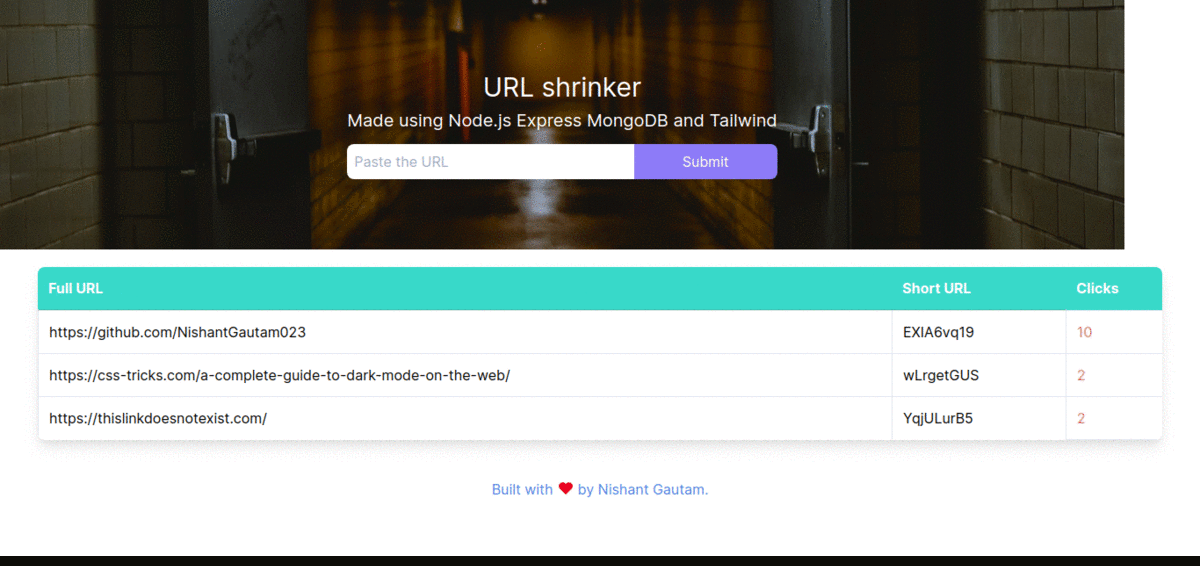 URL shrinker
Made using Node.js Express MongoDB and Tailwind
Paste the URL Submit
Full URL Short URL Clicks
https://github.com/NishantGautam023 EXIA6vq19 10
https://css-tricks.com/a-complete-guide-to-dark-mode-on-the-web/ wLrgetGUS 2
https://thislinkdoesnotexist.com/ YqjULurB5 2
Built with ❤ by Nishant Gautam.